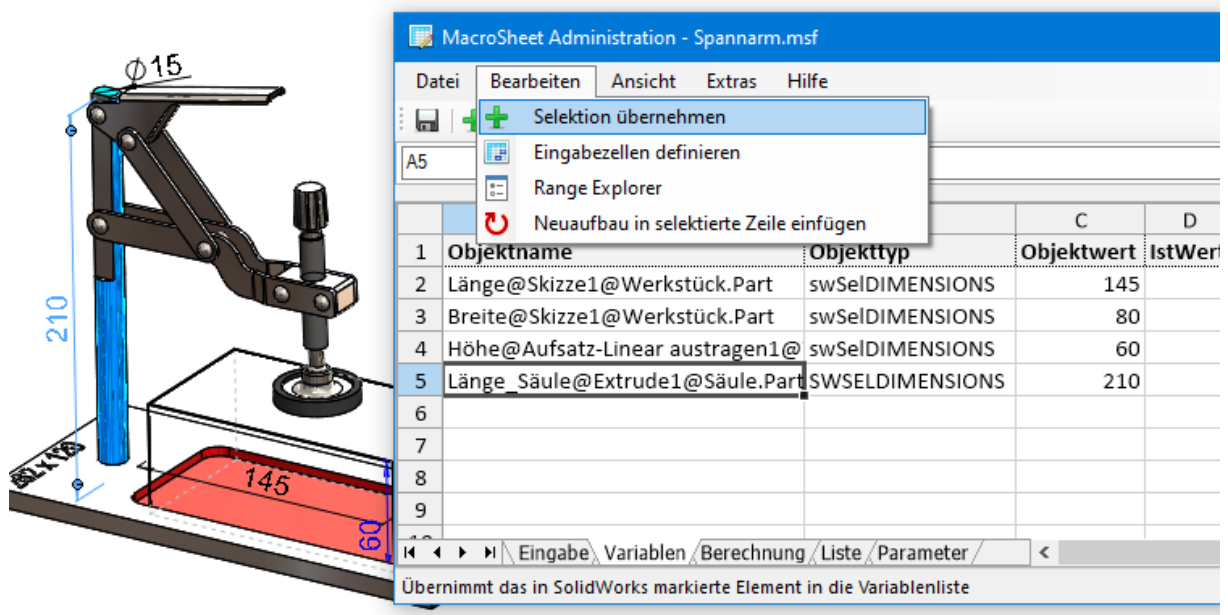 MacroSheet Administration - Spannarm.msf
Datei Bearbeiten Ansicht Extras Hilfe
Selektion übernehmen
Eingabezellen definieren
Range Explorer
Neuaufbau in selektierte Zeile einfügen
A5
C D
1 Objektname Objekttyp Objektwert IstWert
2 Länge@Skizze1@Werkstück.Part swSelDIMENSIONS 145
3 Breite@Skizze1@Werkstück.Part swSelDIMENSIONS 80
4 Höhe@Aufsatz-Linear austragen1@ swSelDIMENSIONS 60
5 Länge_Säule@Extrude1@Säule.Part SWSELDIMENSIONS 210
6
7
8
9
Eingabe Variablen Berechnung Liste Parameter
Übernimmt das in SolidWorks markierte Element in die Variablenliste
∅15
210
145
60